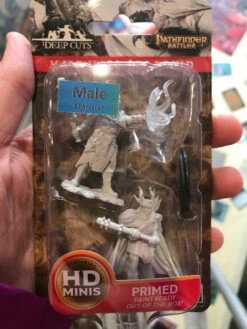 DEEP CUTS
PATHFINDER
BATTLES
Male
HD
MINIS
PRIMED
PAINT READY
OUT OF THE BOX!